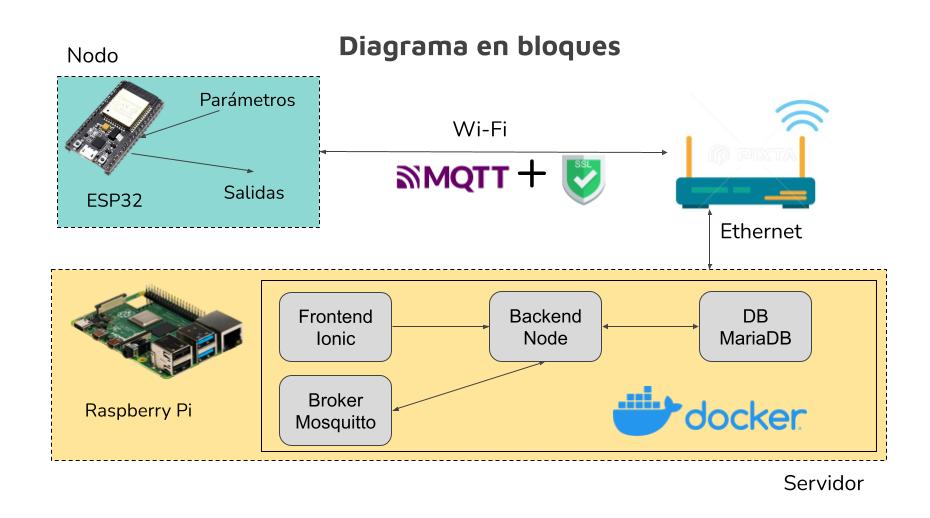 Diagrama en bloques
Nodo
Parámetros
Salidas
ESP32
Wi-Fi
MQTT
+
SSL
PIXTA
Ethernet
Raspberry Pi
Frontend
Ionic
Backend
Node
DB
MariaDB
Broker
Mosquitto
docker
Servidor